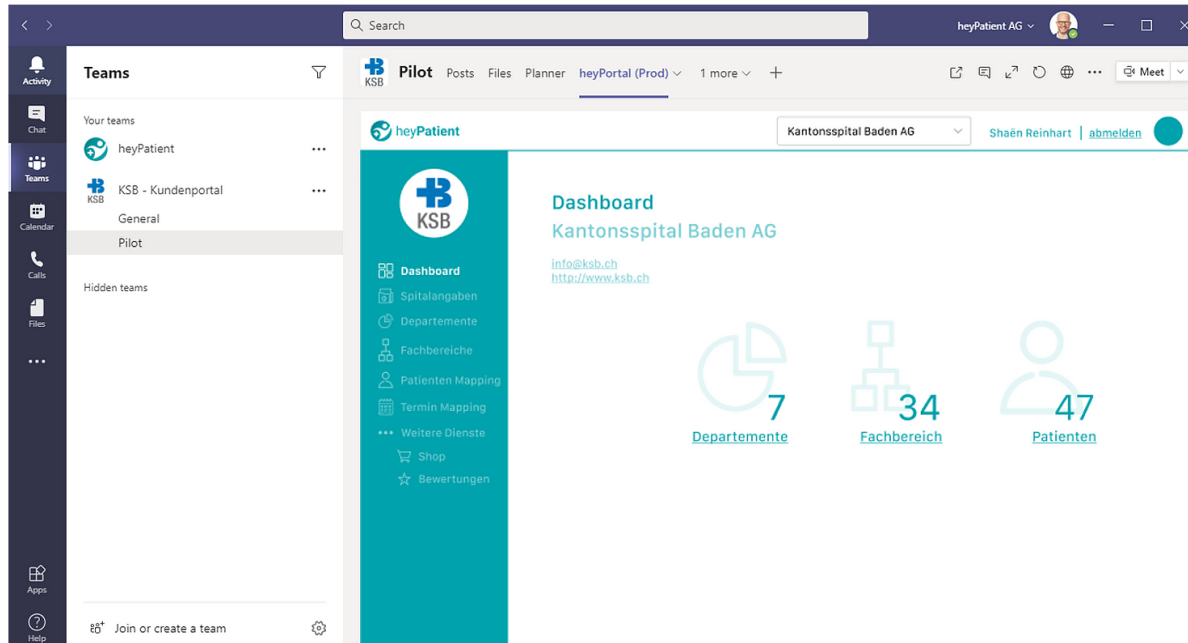 Search
heyPatient AG
Activity
Chat
Teams
Calendar
Calls
Files
Apps
Help
Teams
Your teams
heyPatient
KSB
KSB - Kundenportal
General
Pilot
Hidden teams
Join or create a team
KSB
Pilot Posts Files Planner heyPortal (Prod) 1 more
Meet
heyPatient
Kantonsspital Baden AG
Shaën Reinhart | abmelden
KSB
Dashboard
Spitalangaben
Departemente
Fachbereiche
Patienten Mapping
Termin Mapping
Weitere Dienste
Shop
Bewertungen
Dashboard
Kantonsspital Baden AG
info@ksb.ch
http://www.ksb.ch
7
Departemente
34
Fachbereich
47
Patienten